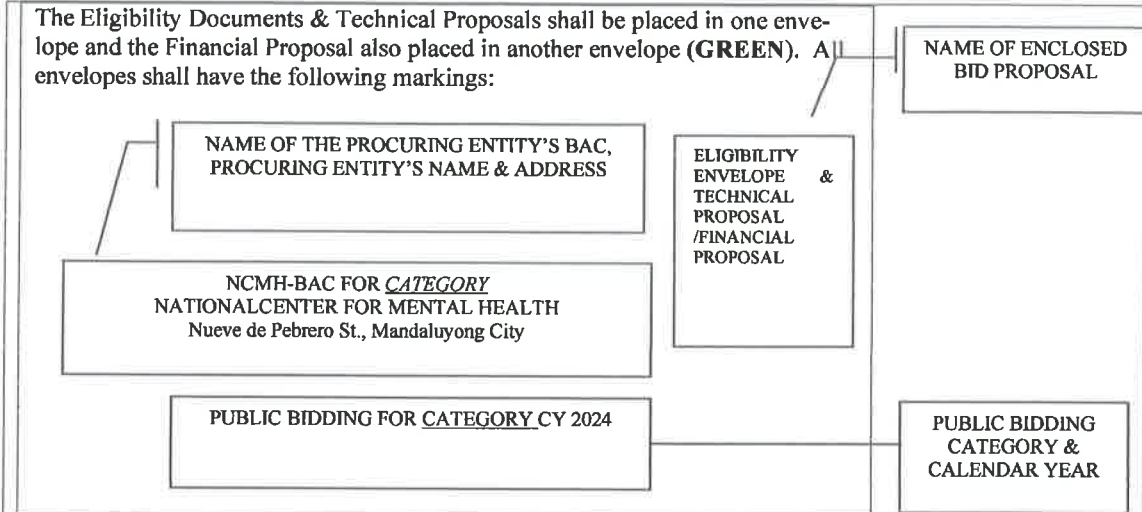 The Eligibility Documents & Technical Proposals shall be placed in one enve-
lope and the Financial Proposal also placed in another envelope (GREEN). All
envelopes shall have the following markings:
NAME OF ENCLOSED
BID PROPOSAL
NAME OF THE PROCURING ENTITY'S BAC,
PROCURING ENTITY'S NAME & ADDRESS
ELIGIBILITY
ENVELOPE &
TECHNICAL
PROPOSAL
/FINANCIAL
PROPOSAL
NCMH-BAC FOR CATEGORY
NATIONALCENTER FOR MENTAL HEALTH
Nueve de Pebrero St., Mandaluyong City
PUBLIC BIDDING FOR CATEGORY CY 2024
PUBLIC BIDDING
CATEGORY &
CALENDAR YEAR